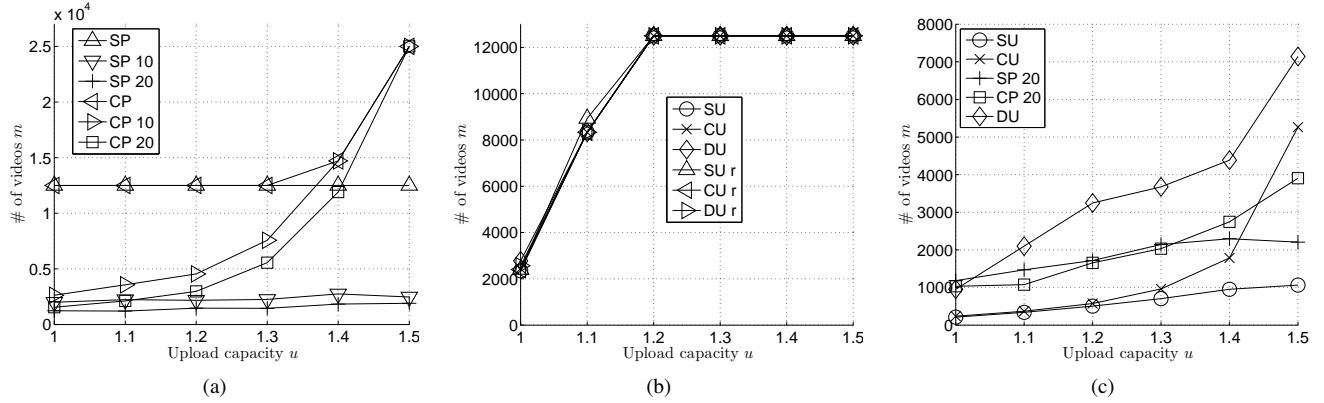 x 10⁴
2.5
1.5
1
0.5
0
# of videos m
SP
SP 10
SP 20
CP
CP 10
CP 20
1 1.1 1.2 1.3 1.4 1.5
Upload capacity u
(a)
12000
10000
8000
6000
4000
2000
0
# of videos m
SU
CU
DU
SU r
CU r
DU r
1 1.1 1.2 1.3 1.4 1.5
Upload capacity u
(b)
8000
7000
6000
5000
4000
3000
2000
1000
0
# of videos m
SU
CU
SP 20
CP 20
DU
1 1.1 1.2 1.3 1.4 1.5
Upload capacity u
(c)